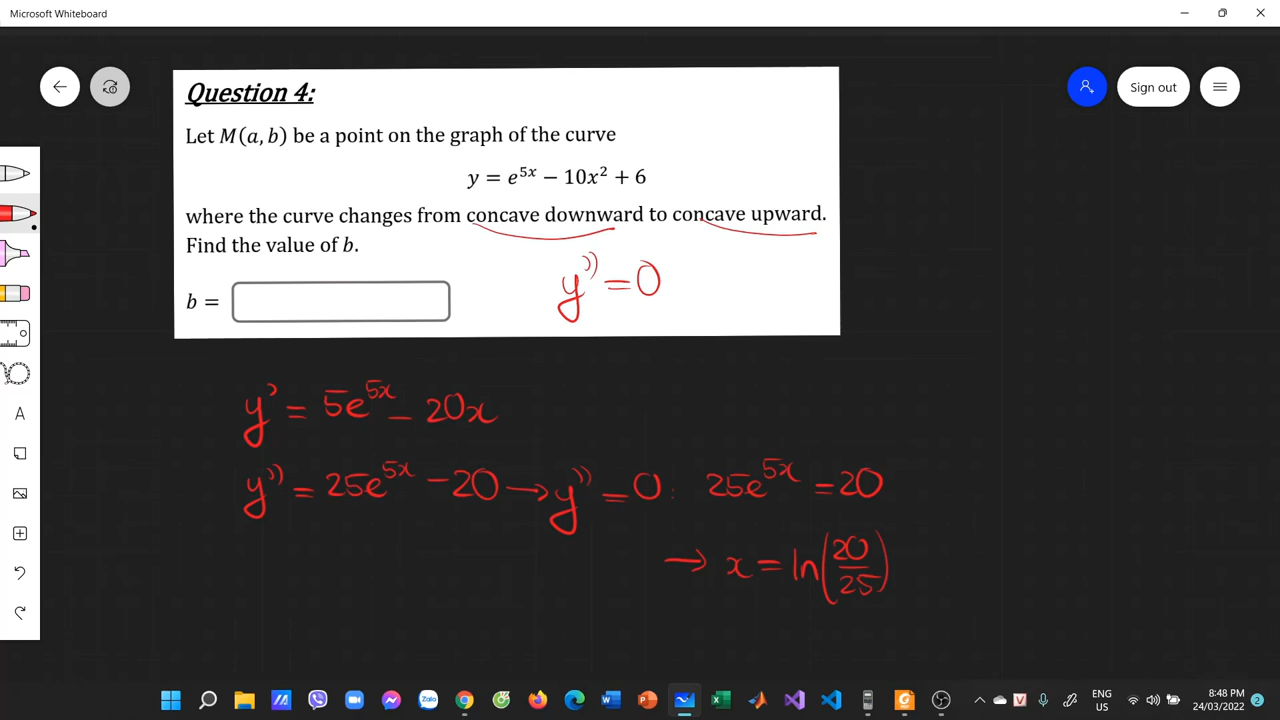 Microsoft Whiteboard
Sign out
Question 4:
Let M(a, b) be a point on the graph of the curve
y = e^{5x} − 10x² + 6
where the curve changes from concave downward to concave upward.
Find the value of b.
y'' = 0
b =
y' = 5e^{5x} − 20x
y'' = 25e^{5x} − 20 → y'' = 0 : 25e^{5x} = 20
→ x = ln(20/25)
A
Zalo
ENG
US
8:48 PM
24/03/2022
2